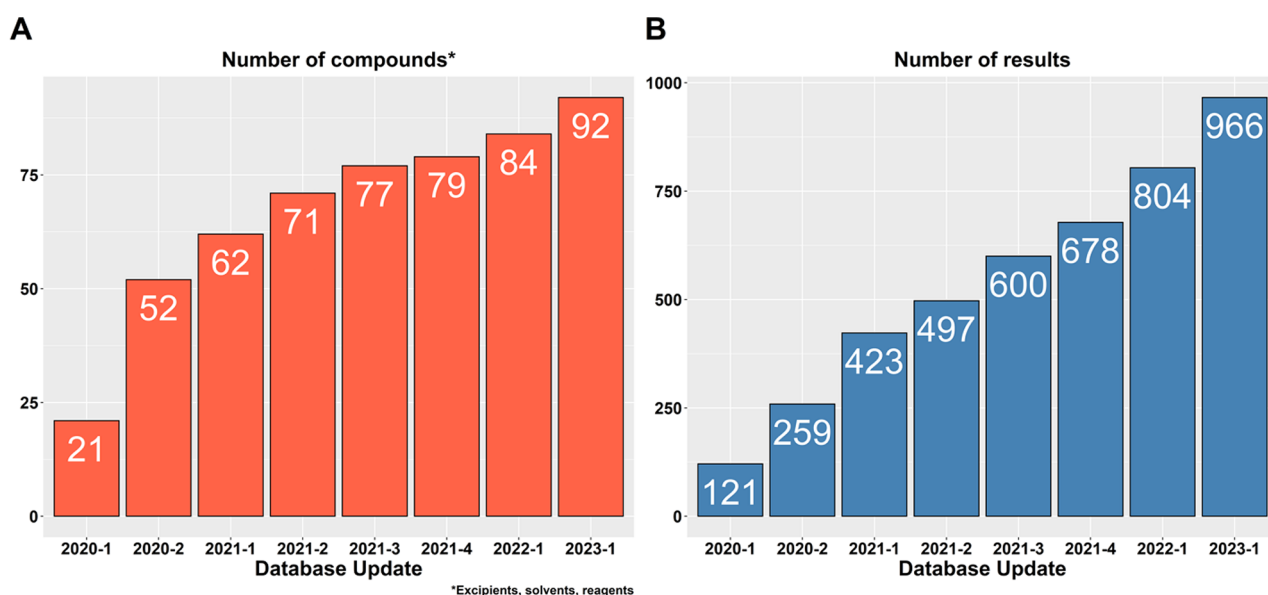 A
Number of compounds*
75
50
25
0
21
52
62
71
77
79
84
92
2020-1 2020-2 2021-1 2021-2 2021-3 2021-4 2022-1 2023-1
Database Update
*Excipients, solvents, reagents
B
Number of results
1000
750
500
250
0
121
259
423
497
600
678
804
966
2020-1 2020-2 2021-1 2021-2 2021-3 2021-4 2022-1 2023-1
Database Update